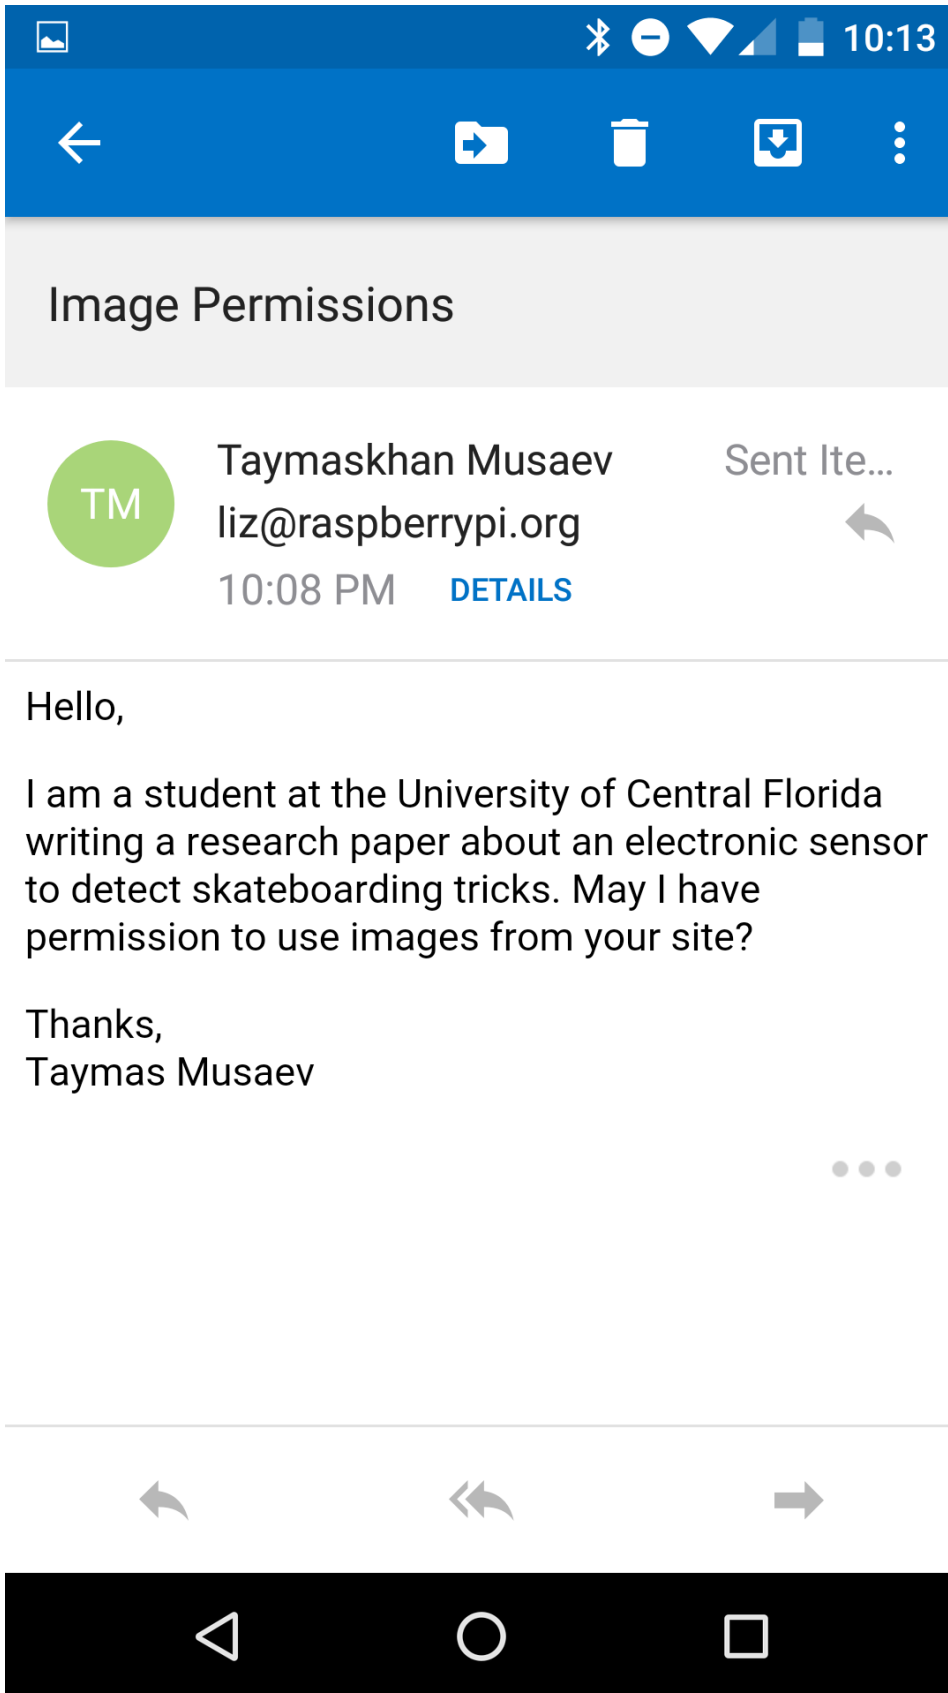 10:13
Image Permissions
TM
Taymaskhan Musaev
Sent Ite...
liz@raspberrypi.org
10:08 PM
DETAILS
Hello,
I am a student at the University of Central Florida
writing a research paper about an electronic sensor
to detect skateboarding tricks. May I have
permission to use images from your site?
Thanks,
Taymas Musaev